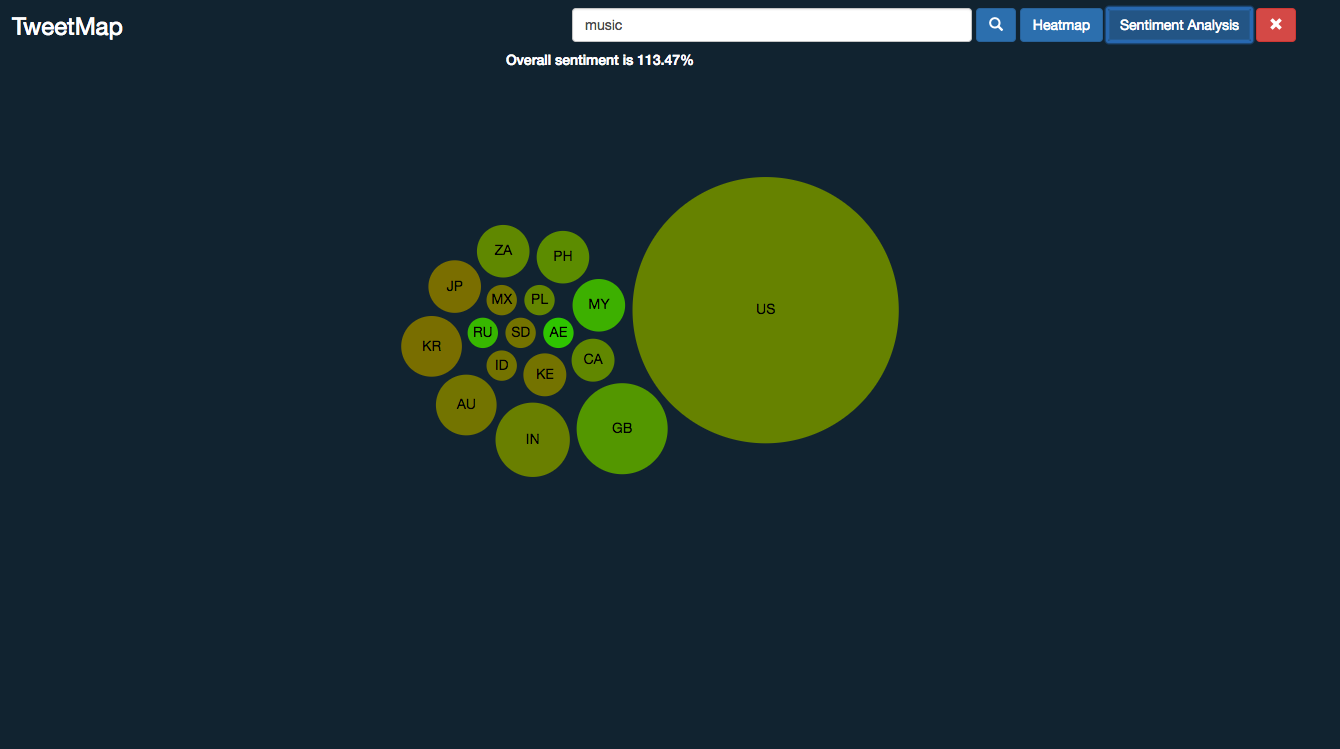 TweetMap
music
Heatmap
Sentiment Analysis
Overall sentiment is 113.47%
ZA
PH
JP
MX
PL
MY
US
RU
SD
AE
KR
CA
ID
KE
AU
GB
IN